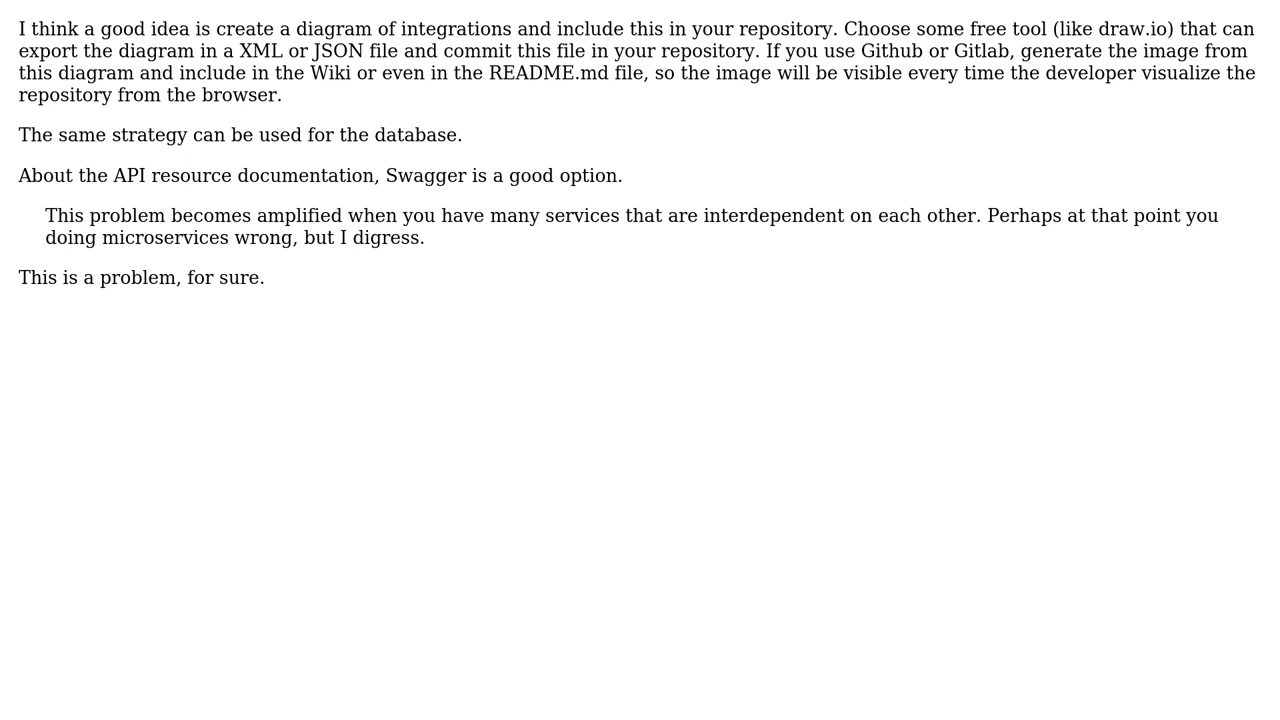 I think a good idea is create a diagram of integrations and include this in your repository. Choose some free tool (like draw.io) that can
export the diagram in a XML or JSON file and commit this file in your repository. If you use Github or Gitlab, generate the image from
this diagram and include in the Wiki or even in the README.md file, so the image will be visible every time the developer visualize the
repository from the browser.
The same strategy can be used for the database.
About the API resource documentation, Swagger is a good option.
This problem becomes amplified when you have many services that are interdependent on each other. Perhaps at that point you
doing microservices wrong, but I digress.
This is a problem, for sure.